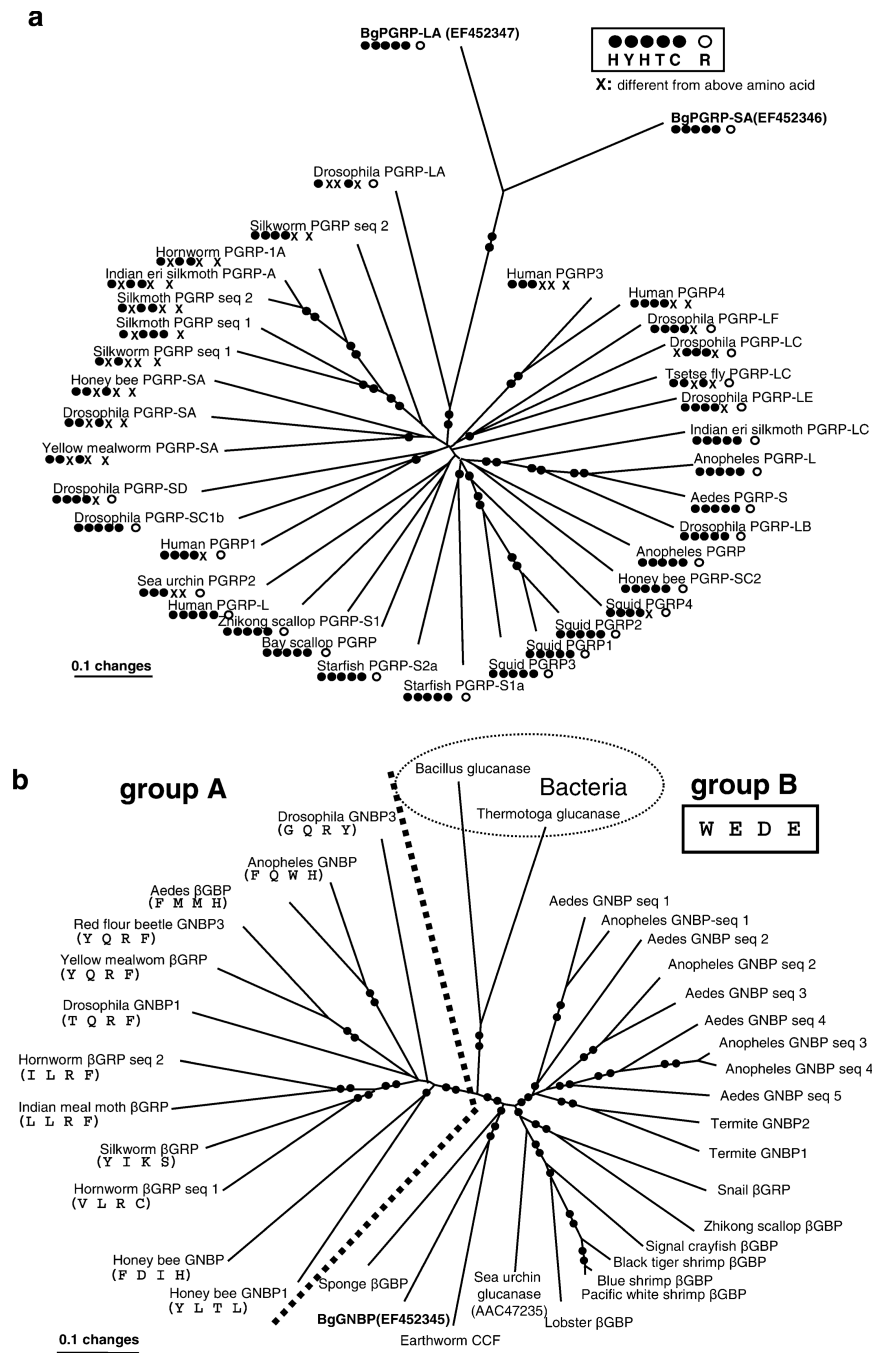 a
BgPGRP-LA (EF452347)
H Y H T C R
X: different from above amino acid
BgPGRP-SA(EF452346)
Drosophila PGRP-LA
XX X
Silkworm PGRP seq 2
X X
Hornworm PGRP-1A
X X X
Indian eri silkmoth PGRP-A
X X X
Silkmoth PGRP seq 2
X X X
Silkmoth PGRP seq 1
X X
Silkworm PGRP seq 1
X XX X
Honey bee PGRP-SA
X X X
Drosophila PGRP-SA
X X X
Yellow mealworm PGRP-SA
X X X
Drospohila PGRP-SD
X
Drosophila PGRP-SC1b
Human PGRP1
X
Sea urchin PGRP2
XX
Human PGRP-L
Zhikong scallop PGRP-S1
Bay scallop PGRP
Starfish PGRP-S2a
Starfish PGRP-S1a
Human PGRP3
XX X
Human PGRP4
X X
Drosophila PGRP-LF
X
Drospohila PGRP-LC
X X
Tsetse fly PGRP-LC
X X
Drosophila PGRP-LE
X
Indian eri silkmoth PGRP-LC
Anopheles PGRP-L
Aedes PGRP-S
Drosophila PGRP-LB
Anopheles PGRP
Honey bee PGRP-SC2
Squid PGRP4
X
Squid PGRP2
Squid PGRP1
Squid PGRP3
0.1 changes
b
group A
Bacillus glucanase
Bacteria
Thermotoga glucanase
group B
W E D E
Drosophila GNBP3
(G Q R Y)
Anopheles GNBP
(F Q W H)
Aedes βGBP
(F M M H)
Red flour beetle GNBP3
(Y Q R F)
Yellow mealwom βGRP
(Y Q R F)
Drosophila GNBP1
(T Q R F)
Hornworm βGRP seq 2
(I L R F)
Indian meal moth βGRP
(L L R F)
Silkworm βGRP
(Y I K S)
Hornworm βGRP seq 1
(V L R C)
Honey bee GNBP
(F D I H)
Honey bee GNBP1
(Y L T L)
Aedes GNBP seq 1
Anopheles GNBP-seq 1
Aedes GNBP seq 2
Anopheles GNBP seq 2
Aedes GNBP seq 3
Aedes GNBP seq 4
Anopheles GNBP seq 3
Anopheles GNBP seq 4
Aedes GNBP seq 5
Termite GNBP2
Termite GNBP1
Snail βGRP
Zhikong scallop βGBP
Signal crayfish βGBP
Black tiger shrimp βGBP
Blue shrimp βGBP
Pacific white shrimp βGBP
Lobster βGBP
Sea urchin
glucanase
(AAC47235)
Sponge βGBP
BgGNBP(EF452345)
Earthworm CCF
0.1 changes